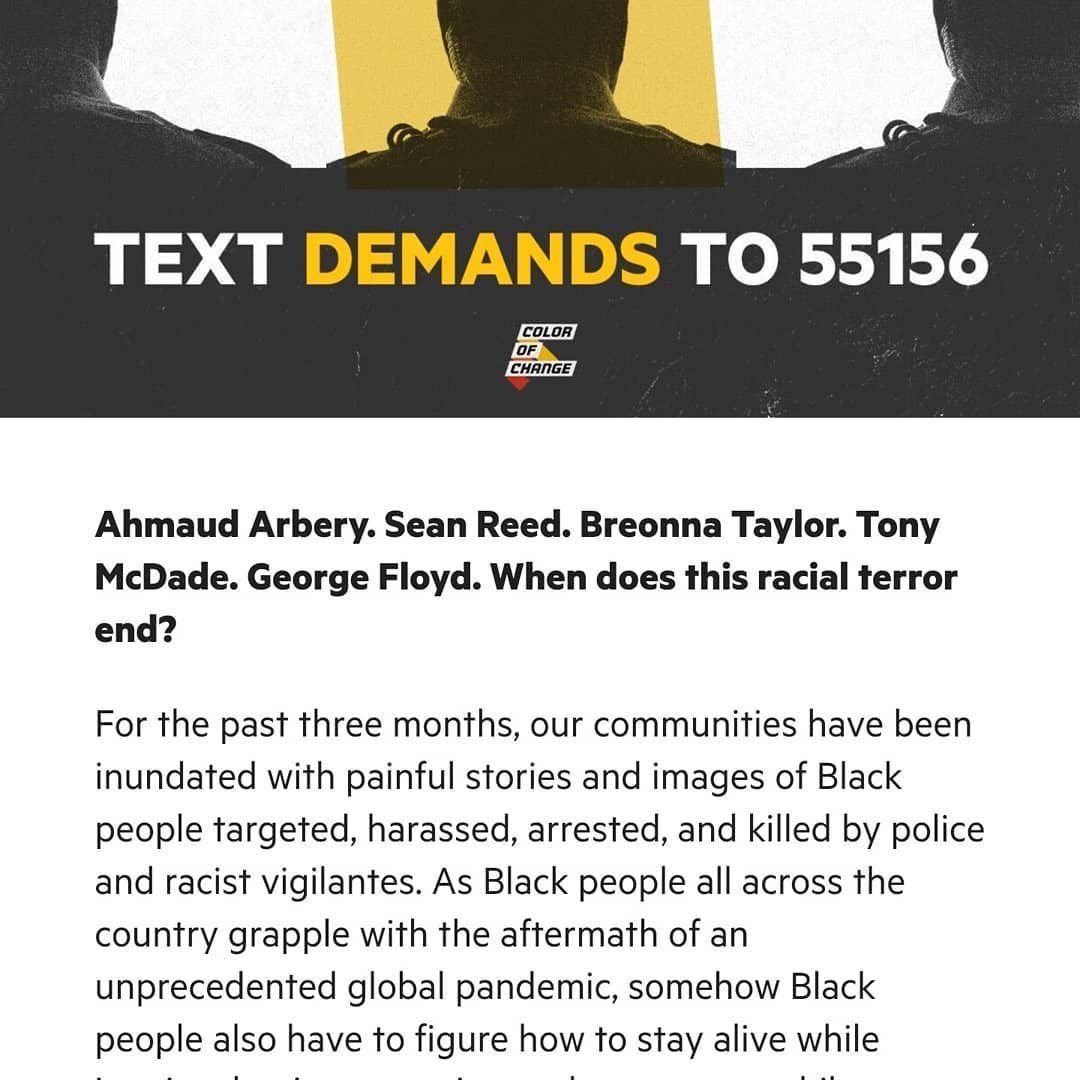 TEXT DEMANDS TO 55156
COLOR
OF
CHANGE
Ahmaud Arbery. Sean Reed. Breonna Taylor. Tony
McDade. George Floyd. When does this racial terror
end?
For the past three months, our communities have been
inundated with painful stories and images of Black
people targeted, harassed, arrested, and killed by police
and racist vigilantes. As Black people all across the
country grapple with the aftermath of an
unprecedented global pandemic, somehow Black
people also have to figure how to stay alive while